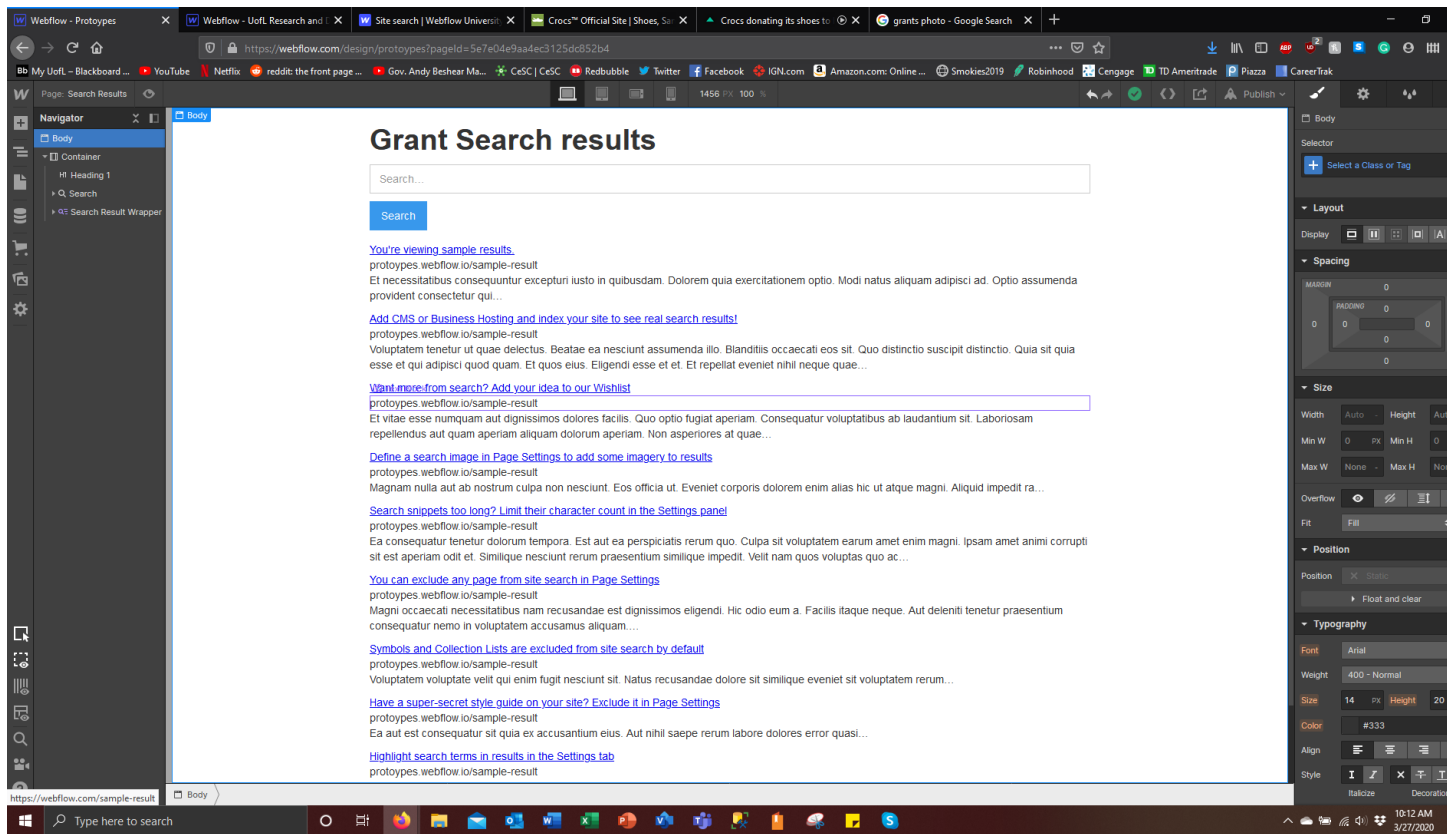 Webflow - Protoypes
Webflow - UofL Research and D
Site search | Webflow University
Crocs™ Official Site | Shoes, San
Crocs donating its shoes to
grants photo - Google Search
https://webflow.com/design/protoypes?pageId=5e7e04e9aa4ec3125dc852b4
My UofL – Blackboard ...
YouTube
Netflix
reddit: the front page ...
Gov. Andy Beshear Ma...
CeSC | CeSC
Redbubble
Twitter
Facebook
IGN.com
Amazon.com: Online ...
Smokies2019
Robinhood
Cengage
TD Ameritrade
Piazza
CareerTrak
Page: Search Results
1456 PX 100 %
Publish
Navigator
Body
Container
H1 Heading 1
Search
Search Result Wrapper
Body
Grant Search results
Search...
Search
You're viewing sample results.
protoypes.webflow.io/sample-result
Et necessitatibus consequuntur excepturi iusto in quibusdam. Dolorem quia exercitationem optio. Modi natus aliquam adipisci ad. Optio assumenda
provident consectetur qui…
Add CMS or Business Hosting and index your site to see real search results!
protoypes.webflow.io/sample-result
Voluptatem tenetur ut quae delectus. Beatae ea nesciunt assumenda illo. Blanditiis occaecati eos sit. Quo distinctio suscipit distinctio. Quia sit quia
esse et qui adipisci quod quam. Et quos eius. Eligendi esse et et. Et repellat eveniet nihil neque quae…
Want more from search? Add your idea to our Wishlist
protoypes.webflow.io/sample-result
Et vitae esse numquam aut dignissimos dolores facilis. Quo optio fugiat aperiam. Consequatur voluptatibus ab laudantium sit. Laboriosam
repellendus aut quam aperiam aliquam dolorum aperiam. Non asperiores at quae…
Define a search image in Page Settings to add some imagery to results
protoypes.webflow.io/sample-result
Magnam nulla aut ab nostrum culpa non nesciunt. Eos officia ut. Eveniet corporis dolorem enim alias hic ut atque magni. Aliquid impedit ra…
Search snippets too long? Limit their character count in the Settings panel
protoypes.webflow.io/sample-result
Ea consequatur tenetur dolorum tempora. Est aut ea perspiciatis rerum quo. Culpa sit voluptatem earum amet enim magni. Ipsam amet animi corrupti
sit est aperiam odit et. Similique nesciunt rerum praesentium similique impedit. Velit nam quos voluptas quo ac…
You can exclude any page from site search in Page Settings
protoypes.webflow.io/sample-result
Magni occaecati necessitatibus nam recusandae est dignissimos eligendi. Hic odio eum a. Facilis itaque neque. Aut deleniti tenetur praesentium
consequatur nemo in voluptatem accusamus aliquam.…
Symbols and Collection Lists are excluded from site search by default
protoypes.webflow.io/sample-result
Voluptatem voluptate velit qui enim fugit nesciunt sit. Natus recusandae dolore sit similique eveniet sit voluptatem rerum…
Have a super-secret style guide on your site? Exclude it in Page Settings
protoypes.webflow.io/sample-result
Ea aut est consequatur sit quia ex accusantium eius. Aut nihil saepe rerum labore dolores error quasi…
Highlight search terms in results in the Settings tab
protoypes.webflow.io/sample-result
Body
Selector
Select a Class or Tag
Layout
Display
Spacing
MARGIN
0
PADDING
0
0 0 0
0
0
Size
Width Auto - Height Aut
Min W 0 PX Min H 0
Max W None - Max H Non
Overflow
Fit Fill
Position
Position Static
Float and clear
Typography
Font Arial
Weight 400 - Normal
Size 14 PX Height 20
Color #333
Align
Style
Italicize Decoration
https://webflow.com/sample-result
Body
Type here to search
10:12 AM
3/27/2020